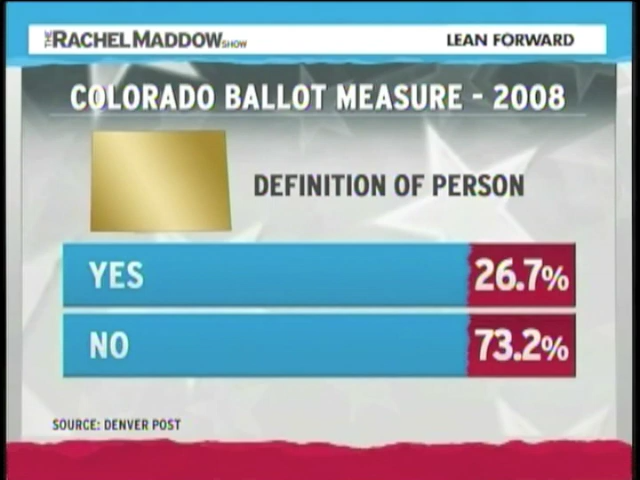 THE RACHEL MADDOW SHOW
LEAN FORWARD
COLORADO BALLOT MEASURE - 2008
DEFINITION OF PERSON
YES 26.7%
NO 73.2%
SOURCE: DENVER POST